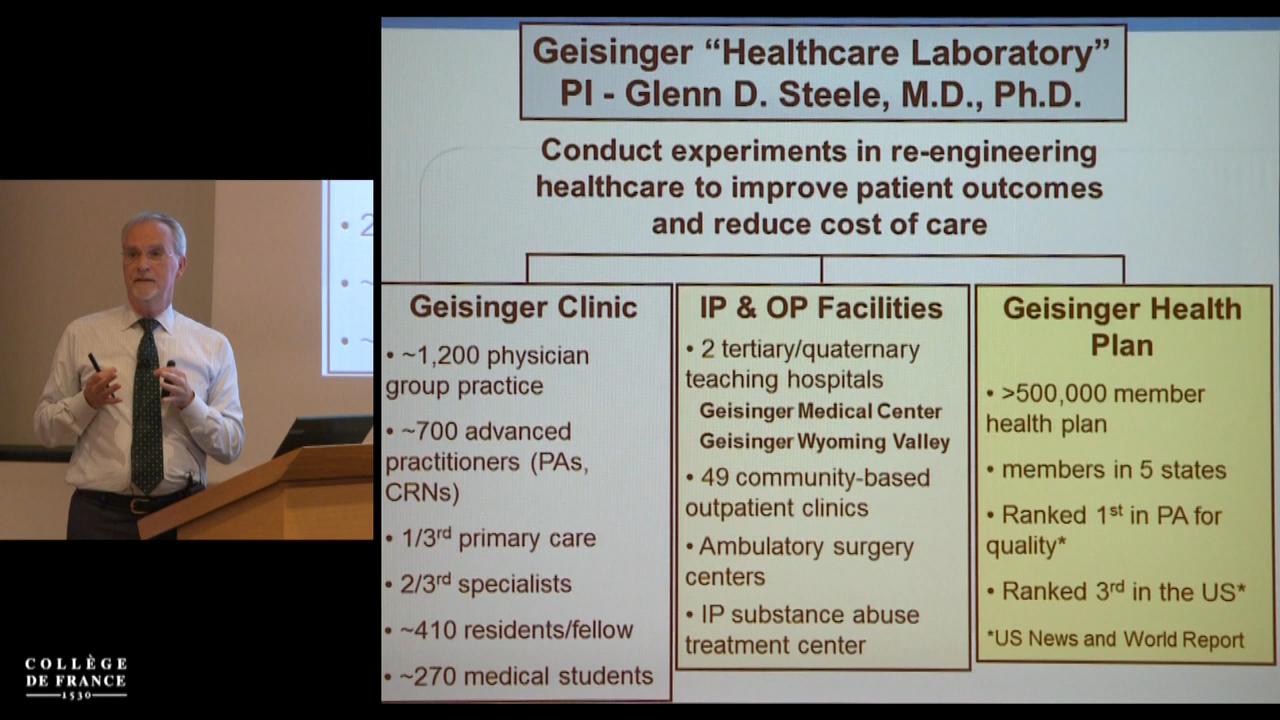 Geisinger “Healthcare Laboratory”
PI - Glenn D. Steele, M.D., Ph.D.
Conduct experiments in re-engineering
healthcare to improve patient outcomes
and reduce cost of care
Geisinger Clinic
• ~1,200 physician
group practice
• ~700 advanced
practitioners (PAs,
CRNs)
• 1/3rd primary care
• 2/3rd specialists
• ~410 residents/fellow
• ~270 medical students
IP & OP Facilities
• 2 tertiary/quaternary
teaching hospitals
Geisinger Medical Center
Geisinger Wyoming Valley
• 49 community-based
outpatient clinics
• Ambulatory surgery
centers
• IP substance abuse
treatment center
Geisinger Health
Plan
• >500,000 member
health plan
• members in 5 states
• Ranked 1st in PA for
quality*
• Ranked 3rd in the US*
*US News and World Report
• 2
• ~
• ~
COLLÈGE
DE FRANCE
1530